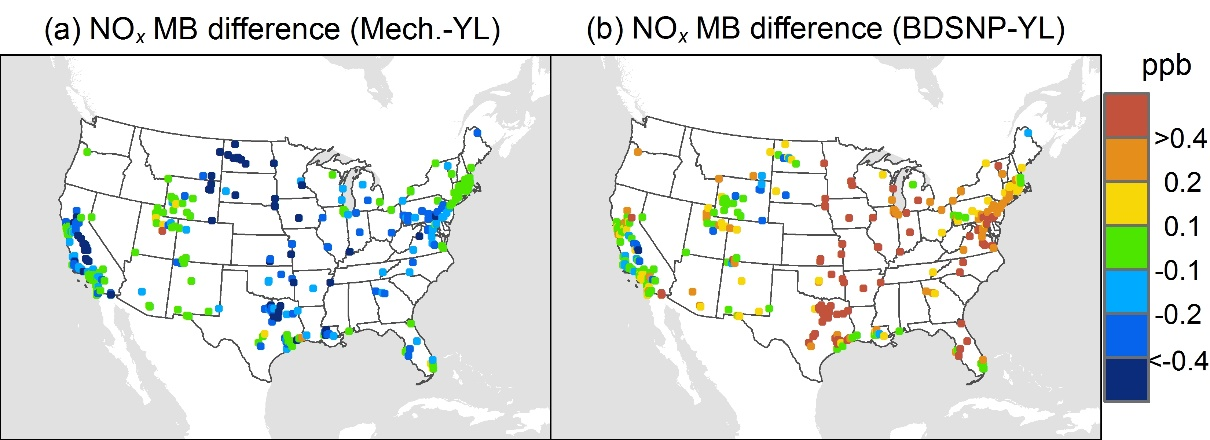 (a) NOx MB difference (Mech.-YL)
(b) NOx MB difference (BDSNP-YL)
ppb
>0.4
0.2
0.1
-0.1
-0.2
<-0.4